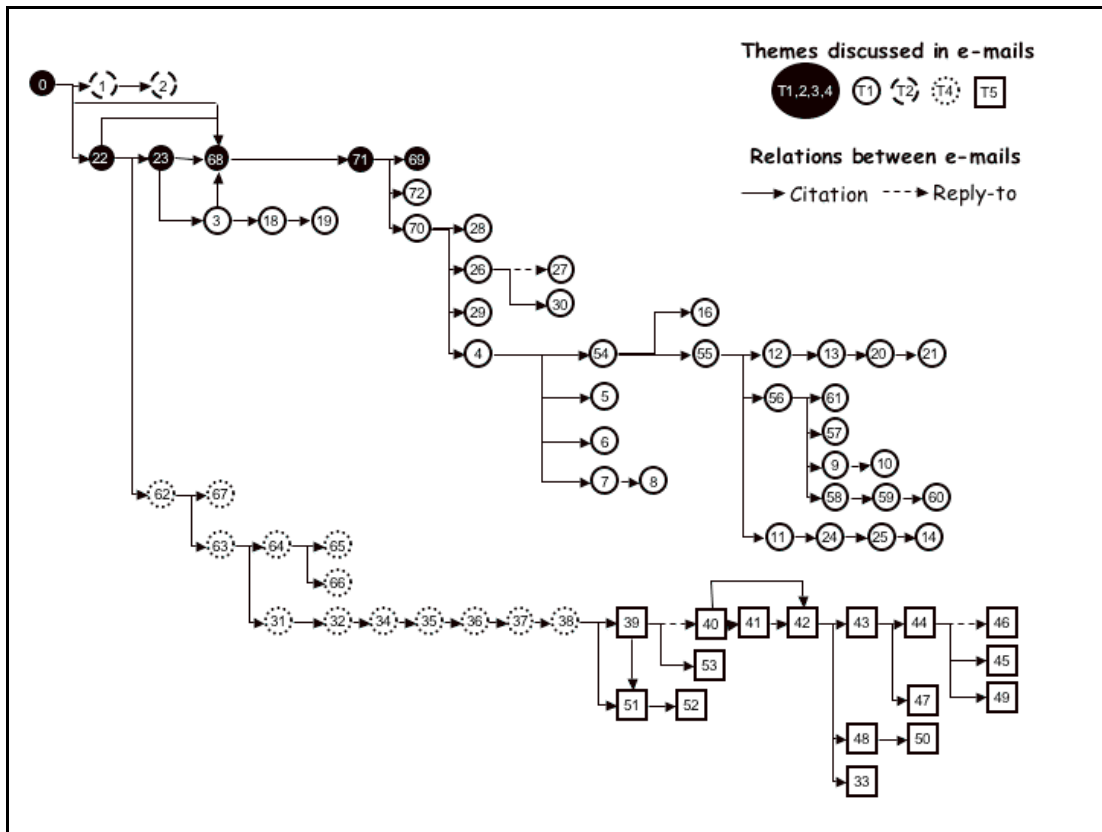 Themes discussed in e-mails
T1,2,3,4 T1 T2 T4 T5
Relations between e-mails
Citation Reply-to
0 1 2
22 23 68 71 69
72
3 18 19 70 28
26 27
30
29 16
4 54 55 12 13 20 21
5 56 61
6 57
9 10
7 8
62 67 58 59 60
63 64 65 11 24 25 14
66
31 32 34 35 36 37 38 39 40 41 42 43 44 46
53 45
51 52 47 49
48 50
33